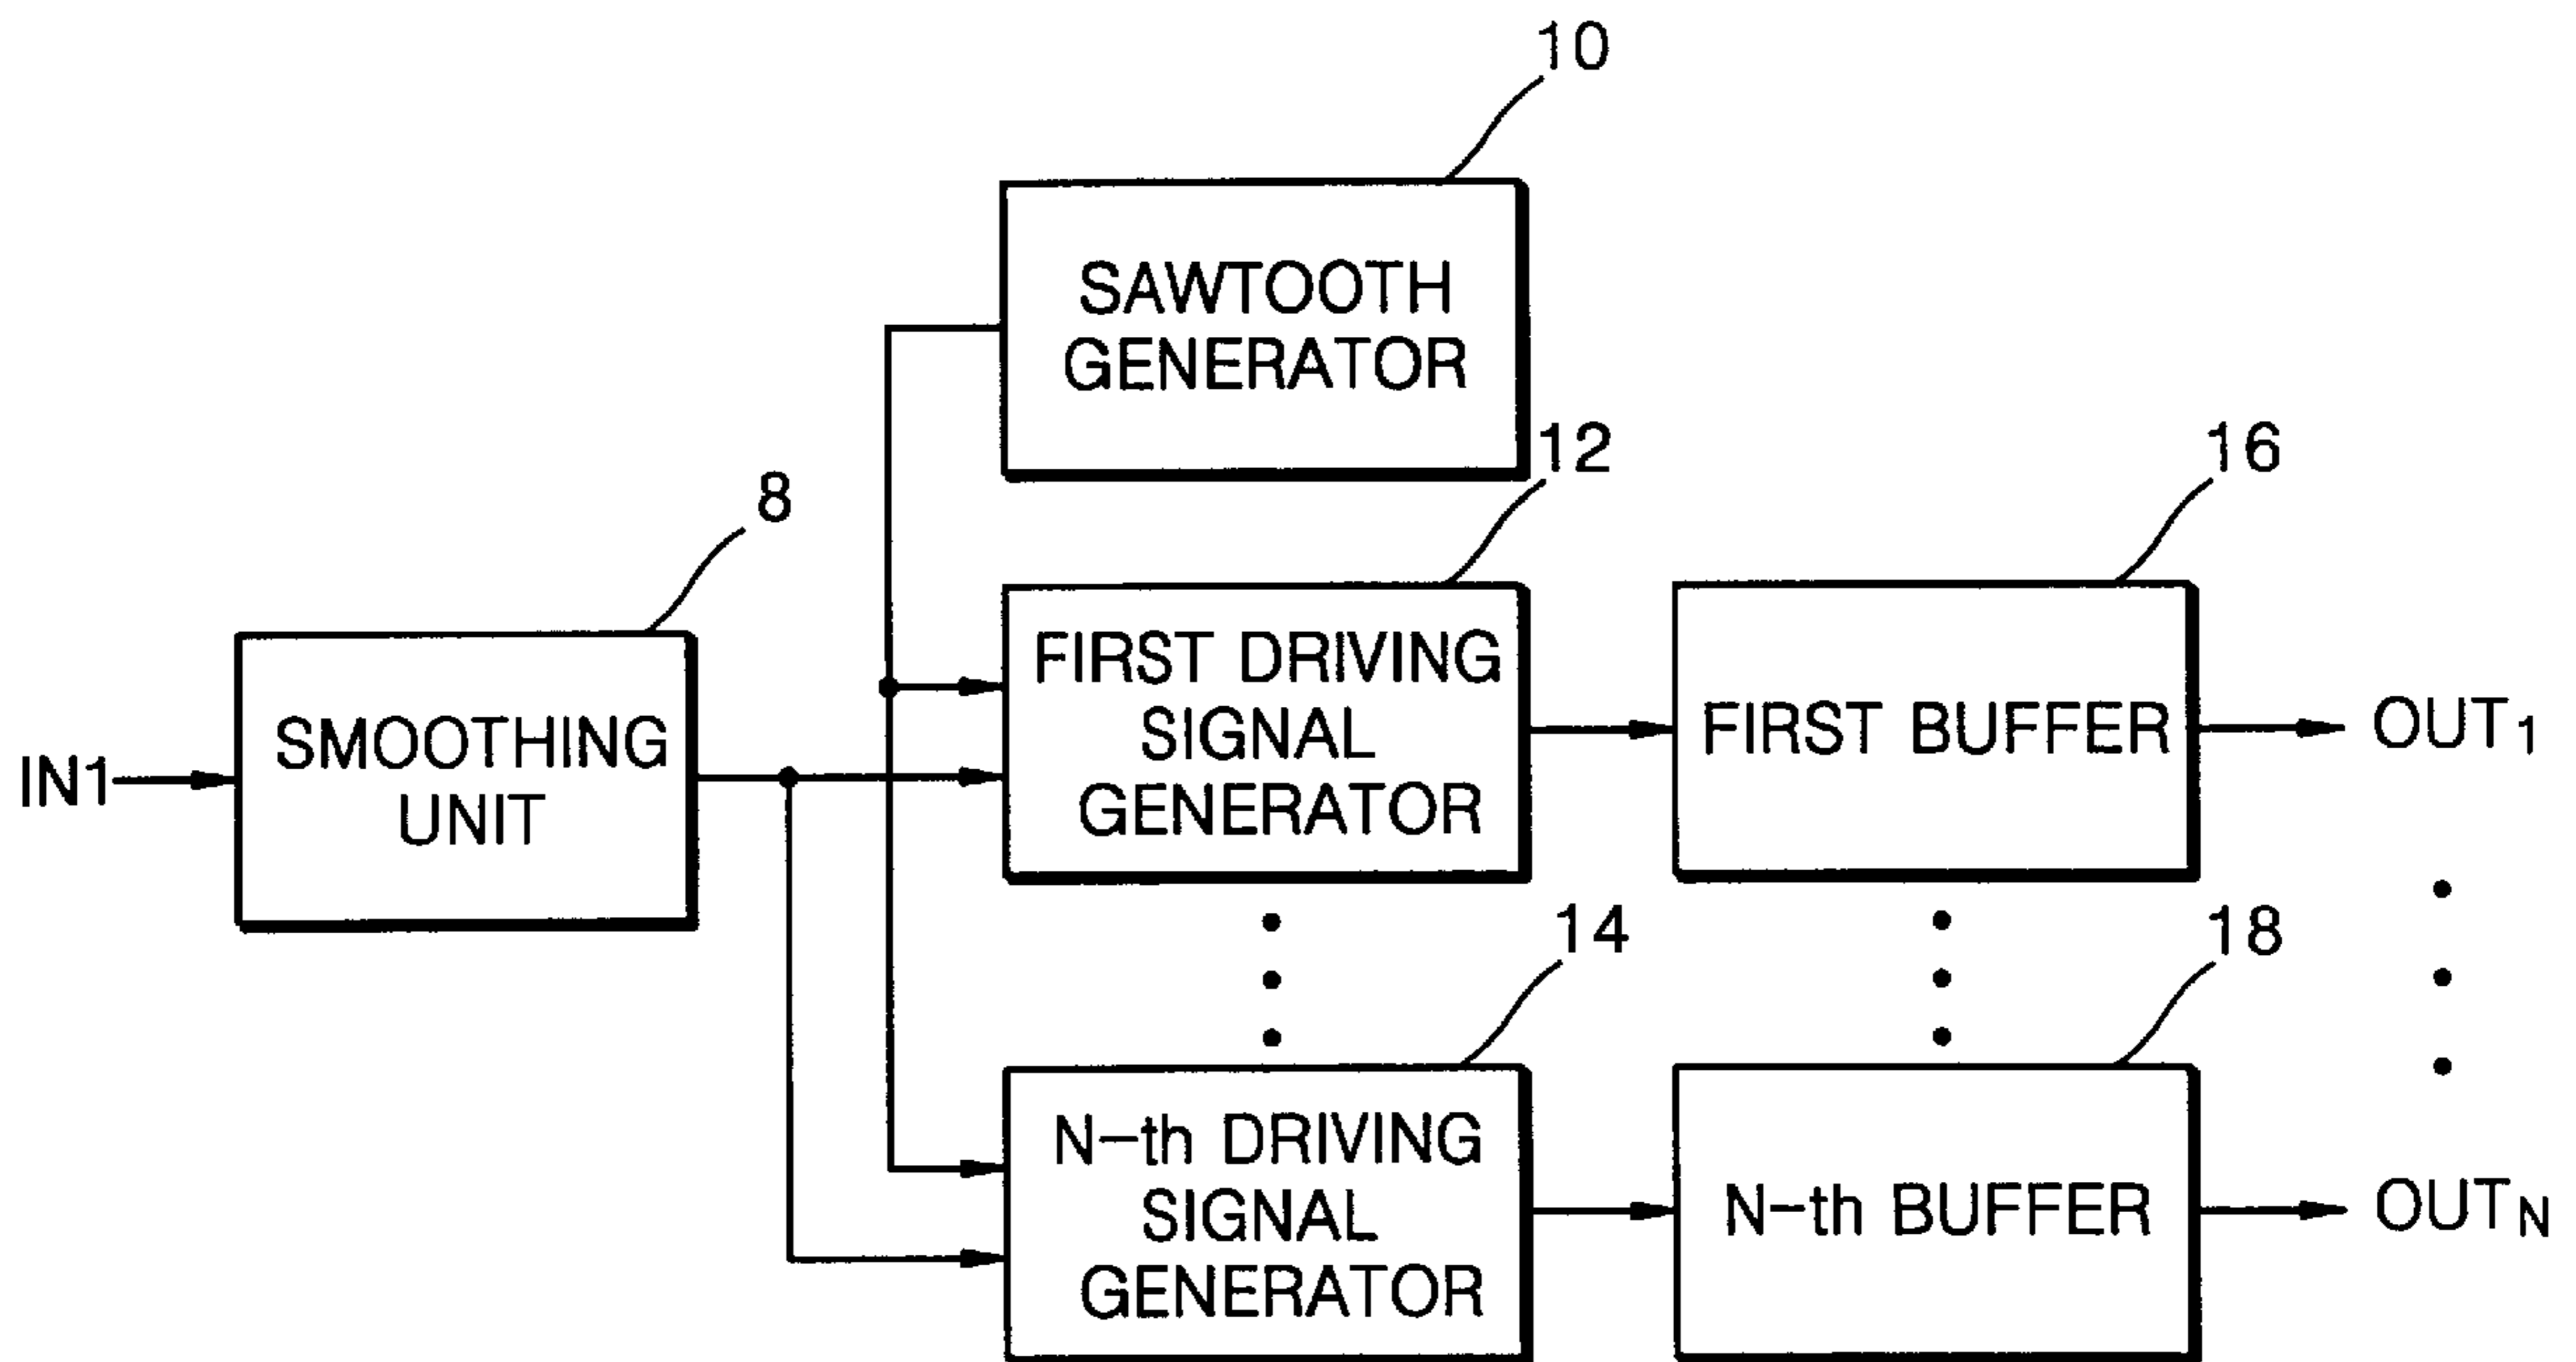 10
SAWTOOTH
GENERATOR
12
16
8
FIRST DRIVING
SIGNAL
GENERATOR
FIRST BUFFER
OUT1
SMOOTHING
UNIT
IN1
14
18
N-th DRIVING
SIGNAL
GENERATOR
N-th BUFFER
OUTN